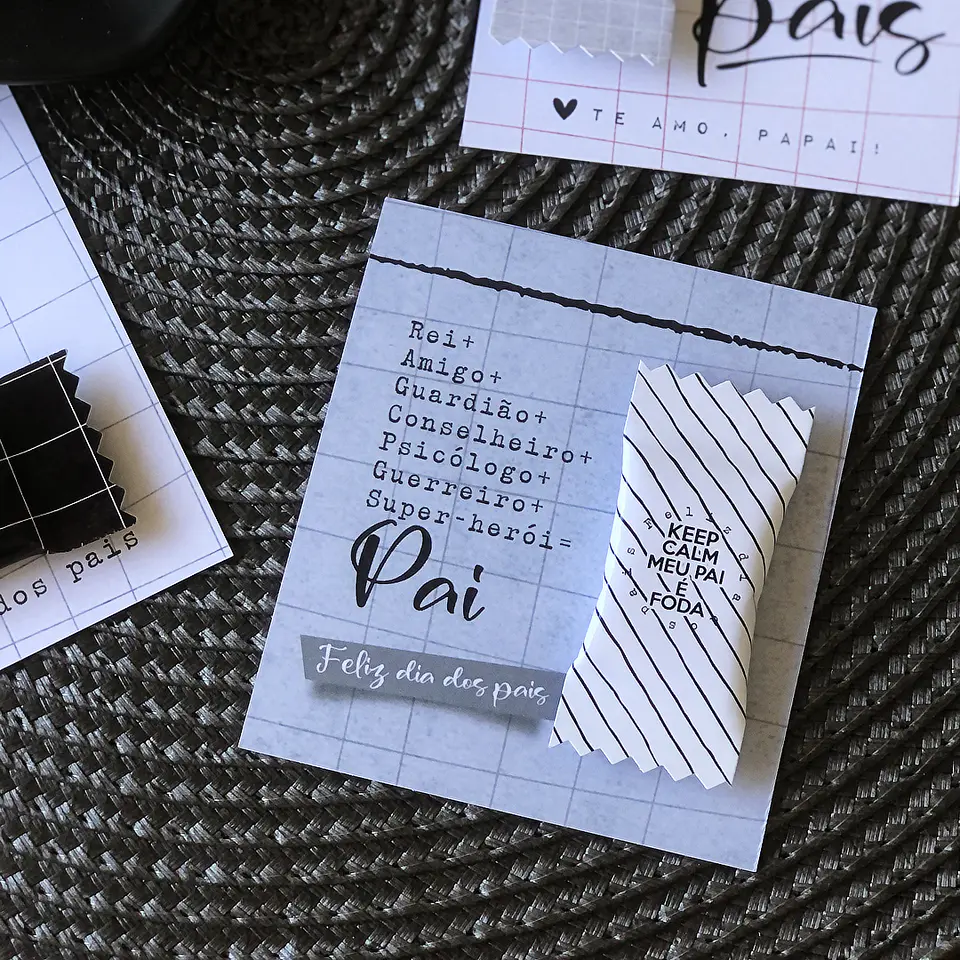 pais
TE AMO, PAPAI!
dos pais
Rei+
Amigo+
Guardião+
Conselheiro+
Psicólogo+
Guerreiro+
Super-herói=
Pai
Feliz dia dos pais
KEEP
CALM
MEU PAI
É
FODA